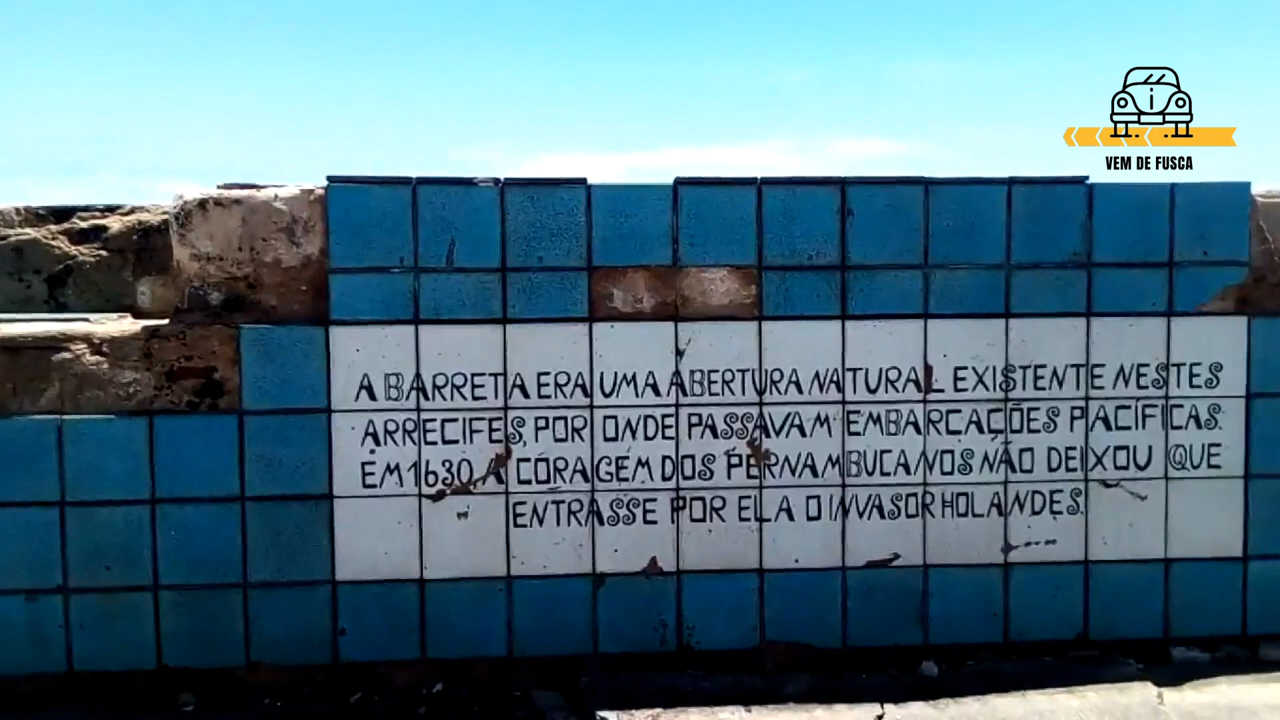 VEM DE FUSCA
A BARRETA ERA UMA ABERTURA NATURAL EXISTENTE NESTES
ARRECIFES, POR ONDE PASSAVAM EMBARCAÇÕES PACÍFICAS.
EM 1630 A CORAGEM DOS PERNAMBUCANOS NÃO DEIXOU QUE
ENTRASSE POR ELA O INVASOR HOLANDES.